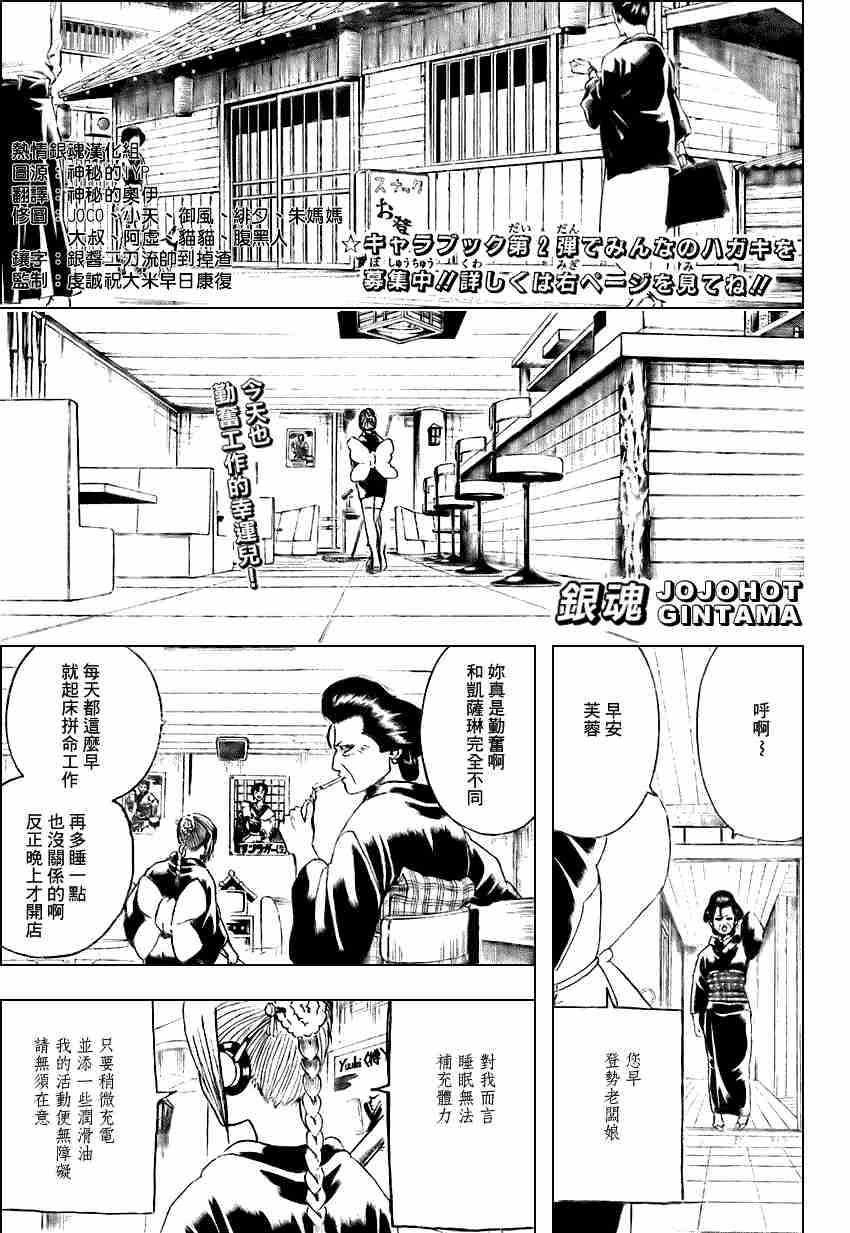 熱情銀魂漢化組
圖源：神秘的JYP
翻譯：神秘的奧伊
修圖：JOCO、小天、御風、緋夕、朱媽媽
大叔、阿虛、貓貓、腹黑人
鑲字：銀醬二刀流帥到掉渣
監制：虔誠祝大米早日康復
スナック
お登
☆キャラブック第2弾でみんなのハガキを
募集中!!詳しくは右ページを見てね!!
今天也
勤奮工作的幸運兒！
銀魂
JOJOHOT
GINTAMA
呼啊~
早安
芙蓉
妳真是勤奮啊
和凱薩琳完全不同
每天都這麼早
就起床拼命工作
再多睡一點
也沒關係的啊
反正晚上才開店
您早
登勢老闆娘
對我而言
睡眠無法
補充體力
只要稍微充電
並添一些潤滑油
我的活動便無障礙
請無須在意